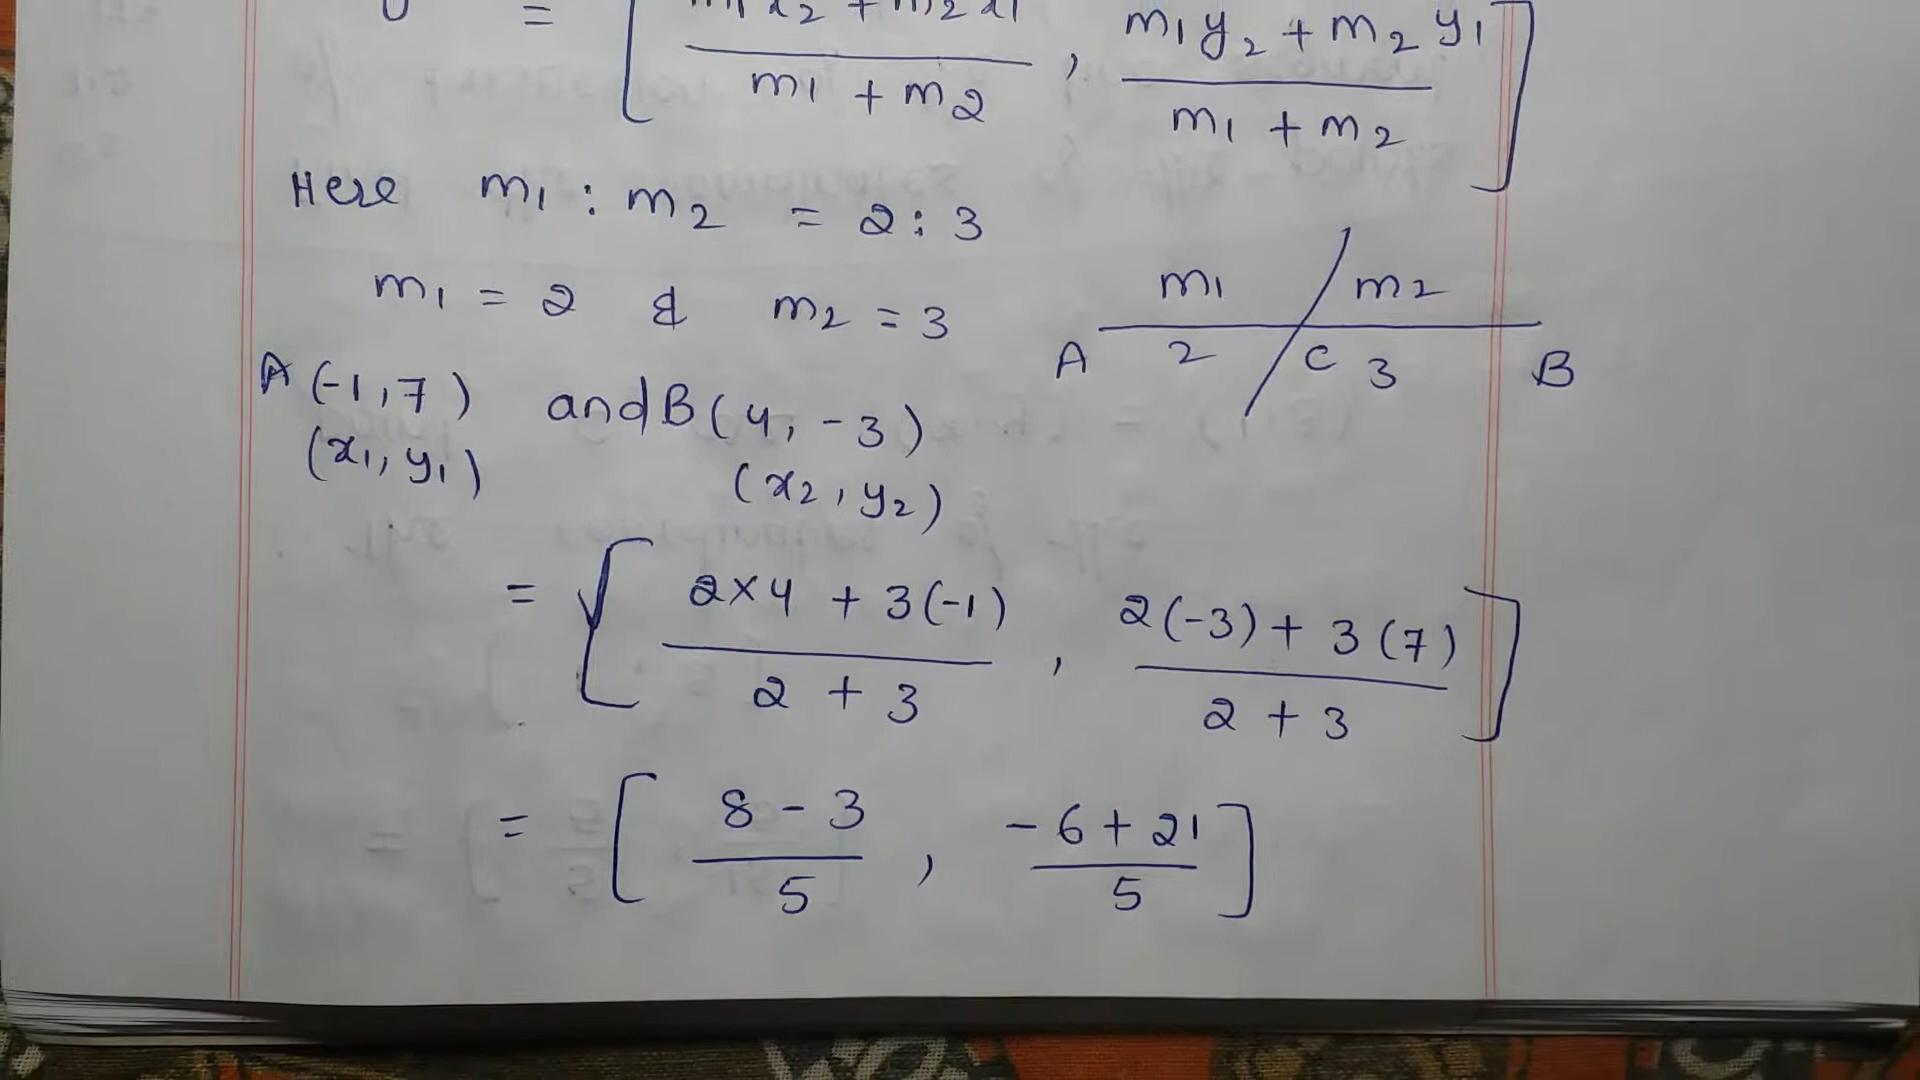 = [ m1x2 + m2x1 / m1 + m2 , m1y2 + m2y1 / m1 + m2 ]
Here m1 : m2 = 2 : 3
m1 = 2 & m2 = 3
m1 m2
A 2 C 3 B
A (-1, 7) and B (4, -3)
(x1, y1) (x2, y2)
= [ 2×4 + 3(-1) / 2 + 3 , 2(-3) + 3(7) / 2 + 3 ]
= [ 8 - 3 / 5 , -6 + 21 / 5 ]